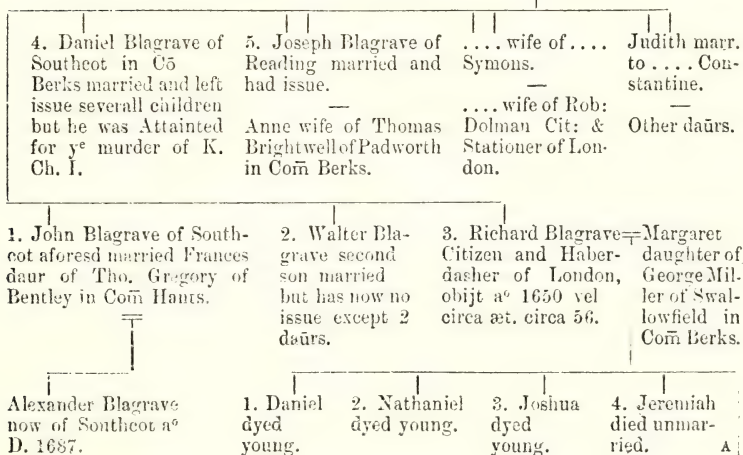 4. Daniel Blagrave of
Southcot in Cō
Berks married and left
issue severall children
but he was Attainted
for yᵉ murder of K.
Ch. I.
5. Joseph Blagrave of
Reading married and
had issue.
—
Anne wife of Thomas
Brightwell of Padworth
in Com̄ Berks.
. . . . wife of . . . .
Symons.
—
. . . . wife of Rob:
Dolman Cit: &
Stationer of Lon-
don.
Judith marr.
to . . . . Con-
stantine.
—
Other daūrs.
1. John Blagrave of South-
cot aforesd married Frances
daur of Tho. Gregory of
Bentley in Com̄ Hants.
2. Walter Bla-
grave second
son married
but has now no
issue except 2
daūrs.
3. Richard Blagrave
Citizen and Haber-
dasher of London,
obijt aᵒ 1650 vel
circa æt. circa 56.
Margaret
daughter of
George Mil-
ler of Swal-
lowfield in
Com̄ Berks.
Alexander Blagrave
now of Southcot aᵒ
D. 1687.
1. Daniel
dyed
young.
2. Nathaniel
dyed young.
3. Joshua
dyed
young.
4. Jeremiah
died unmar-
ried.
A